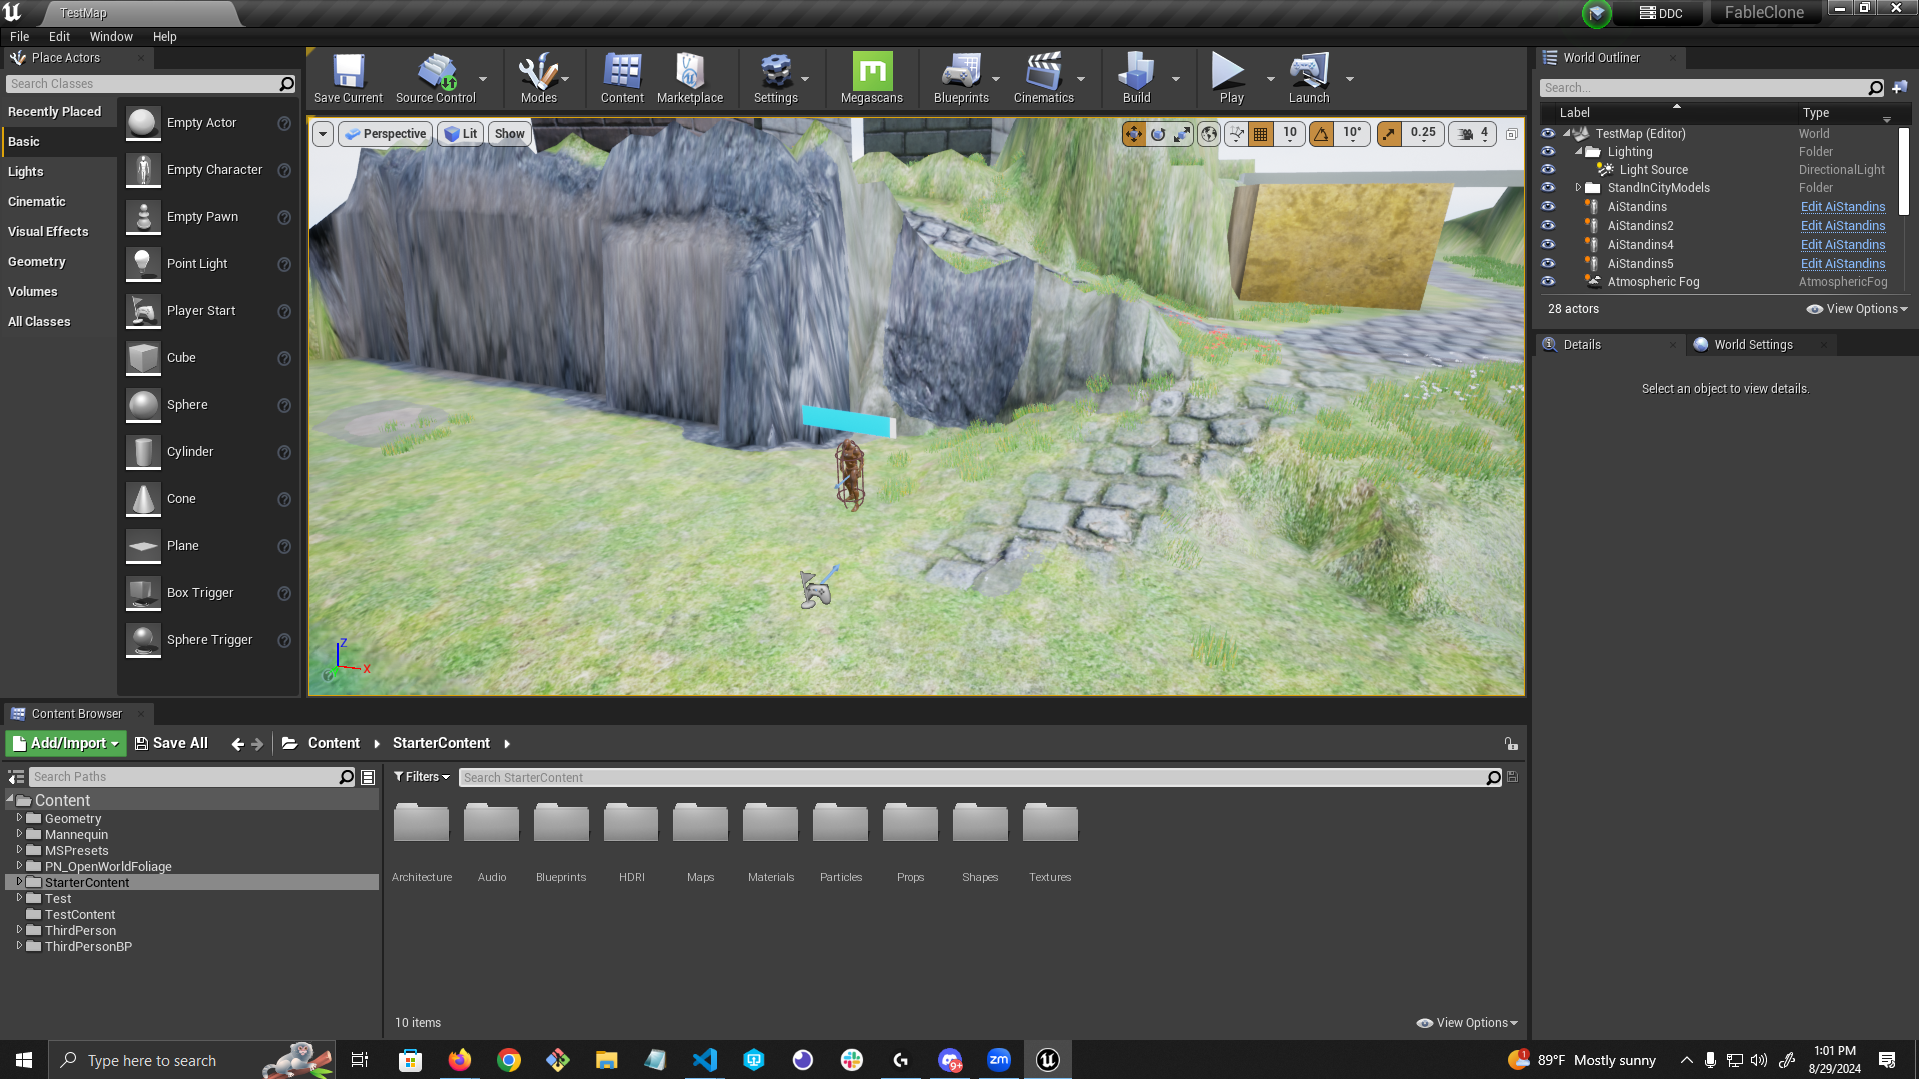 TestMap
DDC
FableClone
File Edit Window Help
Place Actors
Search Classes
Recently Placed
Basic
Lights
Cinematic
Visual Effects
Geometry
Volumes
All Classes
Empty Actor
Empty Character
Empty Pawn
Point Light
Player Start
Cube
Sphere
Cylinder
Cone
Plane
Box Trigger
Sphere Trigger
Save Current
Source Control
Modes
Content
Marketplace
Settings
Megascans
Blueprints
Cinematics
Build
Play
Launch
Perspective
Lit
Show
10
10°
0.25
4
Z
X
World Outliner
Search...
Label Type
TestMap (Editor) World
Lighting Folder
Light Source DirectionalLight
StandInCityModels Folder
AiStandins Edit AiStandins
AiStandins2 Edit AiStandins
AiStandins4 Edit AiStandins
AiStandins5 Edit AiStandins
Atmospheric Fog AtmosphericFog
28 actors
View Options
Details
World Settings
Select an object to view details.
Content Browser
Add/Import
Save All
Content
StarterContent
Search Paths
Content
Geometry
Mannequin
MSPresets
PN_OpenWorldFoliage
StarterContent
Test
TestContent
ThirdPerson
ThirdPersonBP
Filters
Search StarterContent
Architecture
Audio
Blueprints
HDRI
Maps
Materials
Particles
Props
Shapes
Textures
10 items
View Options
Type here to search
9+
zm
1
89°F Mostly sunny
1:01 PM
8/29/2024